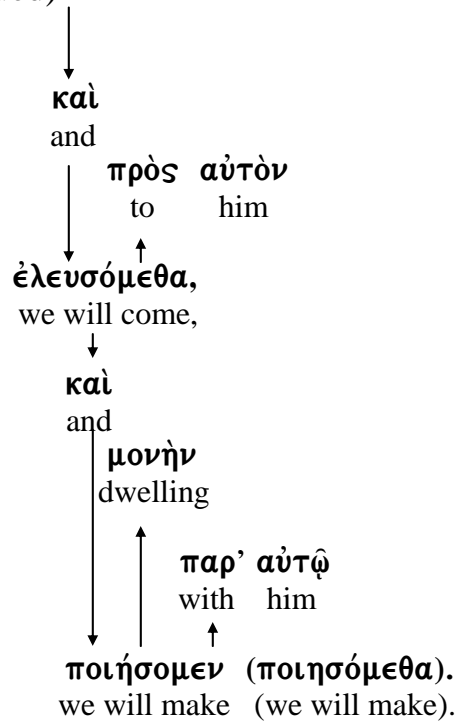 καὶ
and
πρὸς αὐτὸν
to him
ἐλευσόμεθα,
we will come,
καὶ
and
μονὴν
dwelling
παρ’ αὐτῷ
with him
ποιήσομεν (ποιησόμεθα).
we will make (we will make).